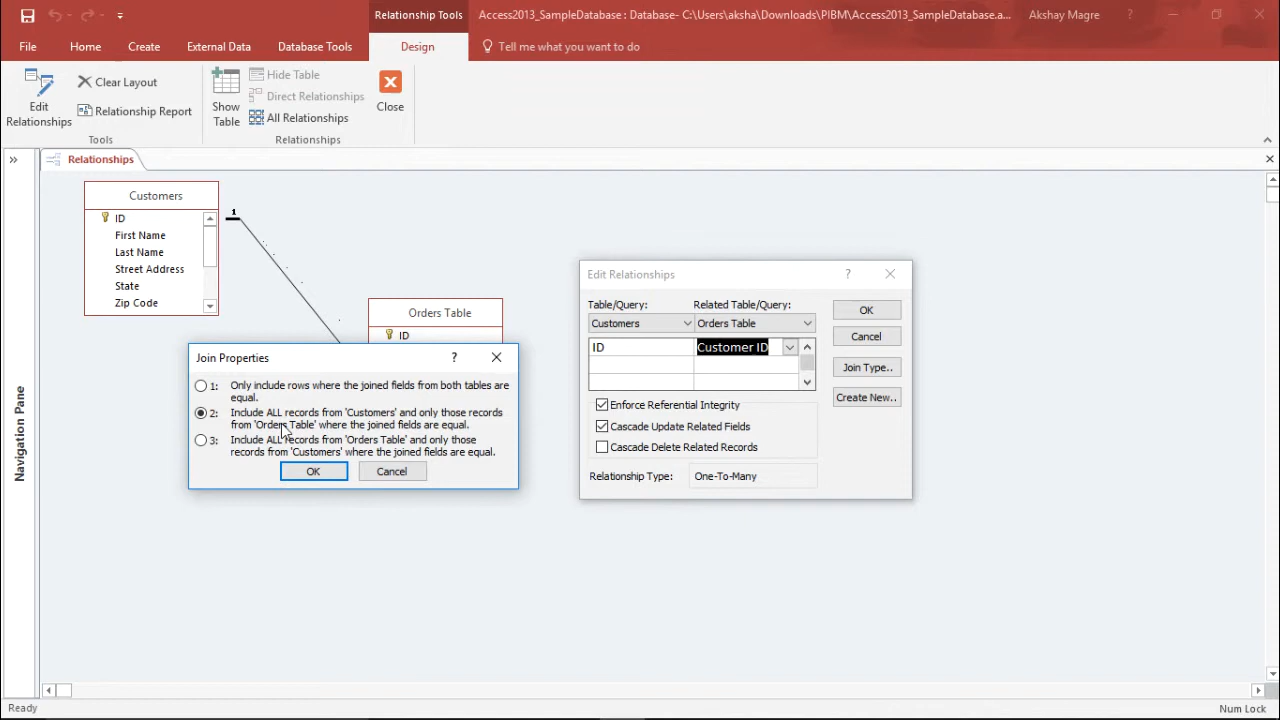 Relationship Tools
Access2013_SampleDatabase : Database- C:\Users\aksha\Downloads\PIBM\Access2013_SampleDatabase.a...
Akshay Magre
?
File
Home
Create
External Data
Database Tools
Design
Tell me what you want to do
Edit
Relationships
Clear Layout
Relationship Report
Tools
Show
Table
Hide Table
Direct Relationships
All Relationships
Relationships
Close
Relationships
Navigation Pane
Customers
ID
First Name
Last Name
Street Address
State
Zip Code
1
Orders Table
ID
Join Properties
?
1: Only include rows where the joined fields from both tables are
equal.
2: Include ALL records from 'Customers' and only those records
from 'Orders Table' where the joined fields are equal.
3: Include ALL records from 'Orders Table' and only those
records from 'Customers' where the joined fields are equal.
OK
Cancel
Edit Relationships
?
Table/Query:
Related Table/Query:
Customers
Orders Table
ID
Customer ID
Enforce Referential Integrity
Cascade Update Related Fields
Cascade Delete Related Records
Relationship Type:
One-To-Many
OK
Cancel
Join Type..
Create New..
Ready
Num Lock